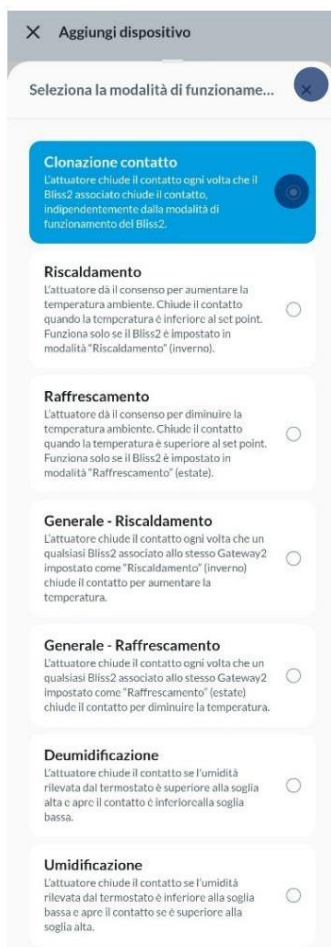 Aggiungi dispositivo
Seleziona la modalità di funzioname...
Clonazione contatto
L'attuatore chiude il contatto ogni volta che il
Bliss2 associato chiude il contatto,
indipendentemente dalla modalità di
funzionamento del Bliss2.
Riscaldamento
L'attuatore dà il consenso per aumentare la
temperatura ambiente. Chiude il contatto
quando la temperatura è inferiore al set point.
Funziona solo se il Bliss2 è impostato in
modalità "Riscaldamento" (inverno).
Raffrescamento
L'attuatore dà il consenso per diminuire la
temperatura ambiente. Chiude il contatto
quando la temperatura è superiore al set point.
Funziona solo se il Bliss2 è impostato in
modalità "Raffrescamento" (estate).
Generale - Riscaldamento
L'attuatore chiude il contatto ogni volta che un
qualsiasi Bliss2 associato allo stesso Gateway2
impostato come "Riscaldamento" (inverno)
chiude il contatto per aumentare la
temperatura.
Generale - Raffrescamento
L'attuatore chiude il contatto ogni volta che un
qualsiasi Bliss2 associato allo stesso Gateway2
impostato come "Raffrescamento" (estate)
chiude il contatto per diminuire la temperatura.
Deumidificazione
L'attuatore chiude il contatto se l'umidità
rilevata dal termostato è superiore alla soglia
alta e apre il contatto è inferiorealla soglia
bassa.
Umidificazione
L'attuatore chiude il contatto se l'umidità
rilevata dal termostato è inferiore alla soglia
bassa e apre il contatto se è superiore alla
soglia alta.